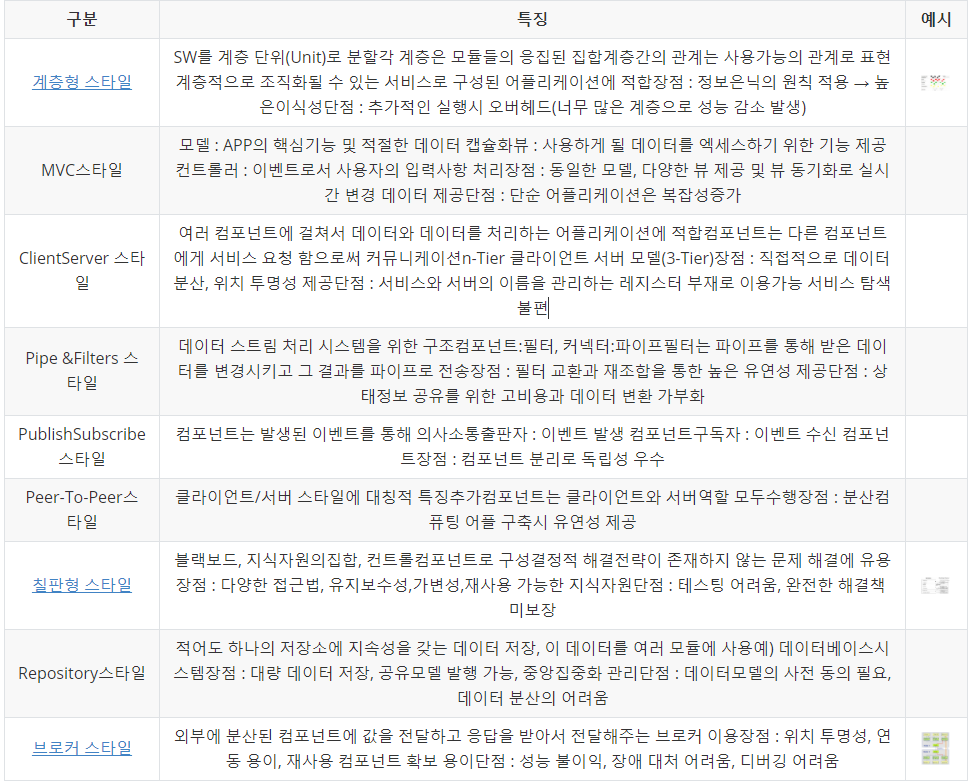 구분 특징 예시
계층형 스타일
SW를 계층 단위(Unit)로 분할각 계층은 모듈들의 응집된 집합계층간의 관계는 사용가능의 관계로 표현
계층적으로 조직화될 수 있는 서비스로 구성된 어플리케이션에 적합장점 : 정보은닉의 원칙 적용 → 높
은이식성단점 : 추가적인 실행시 오버헤드(너무 많은 계층으로 성능 감소 발생)
MVC스타일
모델 : APP의 핵심기능 및 적절한 데이터 캡슐화뷰 : 사용하게 될 데이터를 엑세스하기 위한 기능 제공
컨트롤러 : 이벤트로서 사용자의 입력사항 처리장점 : 동일한 모델, 다양한 뷰 제공 및 뷰 동기화로 실시
간 변경 데이터 제공단점 : 단순 어플리케이션은 복잡성증가
ClientServer 스타
일
여러 컴포넌트에 걸쳐서 데이터와 데이터를 처리하는 어플리케이션에 적합컴포넌트는 다른 컴포넌트
에게 서비스 요청 함으로써 커뮤니케이션n-Tier 클라이언트 서버 모델(3-Tier)장점 : 직접적으로 데이터
분산, 위치 투명성 제공단점 : 서비스와 서버의 이름을 관리하는 레지스터 부재로 이용가능 서비스 탐색
불편
Pipe &Filters 스
타일
데이터 스트림 처리 시스템을 위한 구조컴포넌트:필터, 커넥터:파이프필터는 파이프를 통해 받은 데이
터를 변경시키고 그 결과를 파이프로 전송장점 : 필터 교환과 재조합을 통한 높은 유연성 제공단점 : 상
태정보 공유를 위한 고비용과 데이터 변환 가부화
PublishSubscribe
스타일
컴포넌트는 발생된 이벤트를 통해 의사소통출판자 : 이벤트 발생 컴포넌트구독자 : 이벤트 수신 컴포넌
트장점 : 컴포넌트 분리로 독립성 우수
Peer-To-Peer스
타일
클라이언트/서버 스타일에 대칭적 특징추가컴포넌트는 클라이언트와 서버역할 모두수행장점 : 분산컴
퓨팅 어플 구축시 유연성 제공
칠판형 스타일
블랙보드, 지식자원의집합, 컨트롤컴포넌트로 구성결정적 해결전략이 존재하지 않는 문제 해결에 유용
장점 : 다양한 접근법, 유지보수성,가변성,재사용 가능한 지식자원단점 : 테스팅 어려움, 완전한 해결책
미보장
Repository스타일
적어도 하나의 저장소에 지속성을 갖는 데이터 저장, 이 데이터를 여러 모듈에 사용예) 데이터베이스시
스템장점 : 대량 데이터 저장, 공유모델 발행 가능, 중앙집중화 관리단점 : 데이터모델의 사전 동의 필요,
데이터 분산의 어려움
브로커 스타일
외부에 분산된 컴포넌트에 값을 전달하고 응답을 받아서 전달해주는 브로커 이용장점 : 위치 투명성, 연
동 용이, 재사용 컴포넌트 확보 용이단점 : 성능 불이익, 장애 대처 어려움, 디버깅 어려움